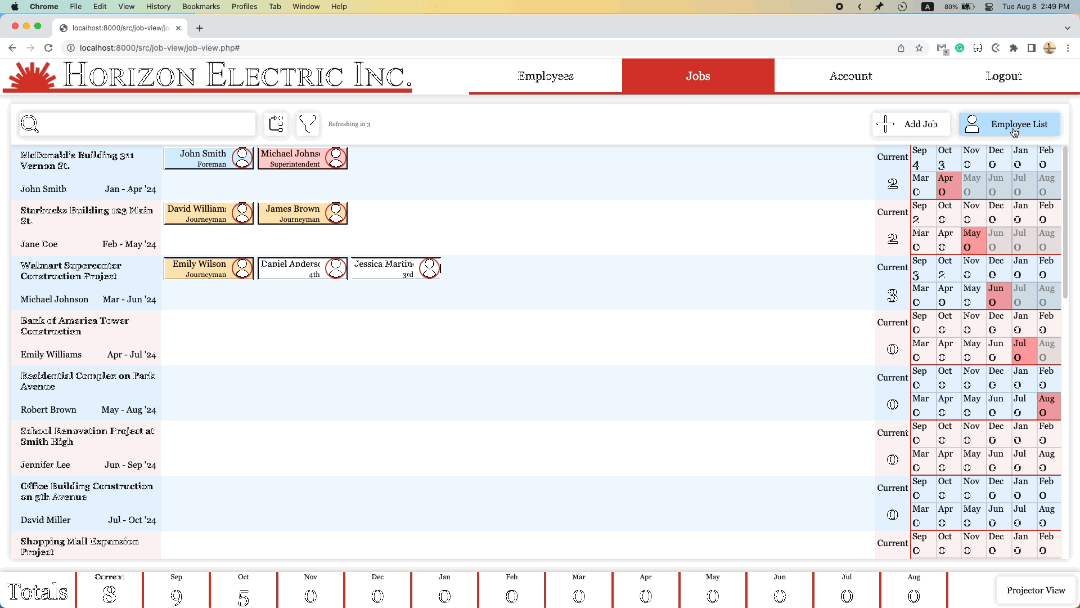 Chrome File Edit View History Bookmarks Profiles Tab Window Help
A 80% Tue Aug 8 2:49 PM
localhost:8000/src/job-view/jo
localhost:8000/src/job-view/job-view.php#
Horizon Electric Inc.
Employees Jobs Account Logout
Refreshing in 3
Add Job
Employee List
McDonald's Building 311
Vernon St.
John Smith Jan - Apr '24
John Smith
Foreman
Michael Johns
Superintendent
Current
2
Sep Oct Nov Dec Jan Feb
4 3 0 0 0 0
Mar Apr May Jun Jul Aug
0 0 0 0 0 0
Starbucks Building 123 Main
St.
Jane Doe Feb - May '24
David William
Journeyman
James Brown
Journeyman
Current
2
Sep Oct Nov Dec Jan Feb
2 0 0 0 0 0
Mar Apr May Jun Jul Aug
0 0 0 0 0 0
Walmart Supercenter
Construction Project
Michael Johnson Mar - Jun '24
Emily Wilson
Journeyman
Daniel Anders
4th
Jessica Martin
3rd
Current
3
Sep Oct Nov Dec Jan Feb
3 2 0 0 0 0
Mar Apr May Jun Jul Aug
0 0 0 0 0 0
Bank of America Tower
Construction
Emily Williams Apr - Jul '24
Current
0
Sep Oct Nov Dec Jan Feb
0 0 0 0 0 0
Mar Apr May Jun Jul Aug
0 0 0 0 0 0
Residential Complex on Park
Avenue
Robert Brown May - Aug '24
Current
0
Sep Oct Nov Dec Jan Feb
0 0 0 0 0 0
Mar Apr May Jun Jul Aug
0 0 0 0 0 0
School Renovation Project at
Smith High
Jennifer Lee Jun - Sep '24
Current
0
Sep Oct Nov Dec Jan Feb
0 0 0 0 0 0
Mar Apr May Jun Jul Aug
0 0 0 0 0 0
Office Building Construction
on 5th Avenue
David Miller Jul - Oct '24
Current
0
Sep Oct Nov Dec Jan Feb
0 0 0 0 0 0
Mar Apr May Jun Jul Aug
0 0 0 0 0 0
Shopping Mall Expansion
Project
Current
Sep Oct Nov Dec Jan Feb
0 0 0 0 0 0
Totals
Current Sep Oct Nov Dec Jan Feb Mar Apr May Jun Jul Aug
8 9 5 0 0 0 0 0 0 0 0 0 0
Projector View